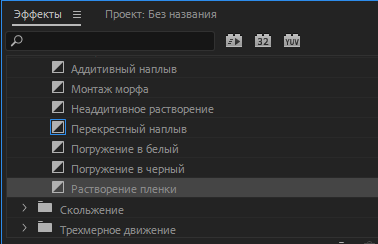 Эффекты
Проект: Без названия
32
YUV
Аддитивный наплыв
Монтаж морфа
Неаддитивное растворение
Перекрестный наплыв
Погружение в белый
Погружение в черный
Растворение пленки
Скольжение
Трехмерное движение